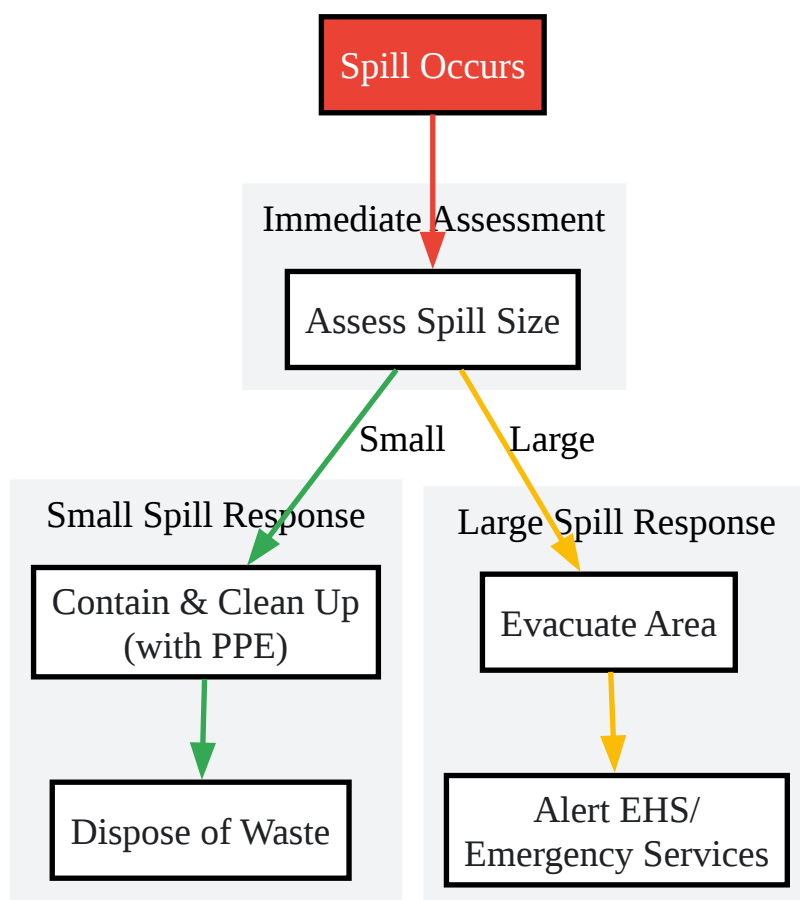 Spill Occurs
Immediate Assessment
Assess Spill Size
Small
Large
Small Spill Response
Large Spill Response
Contain & Clean Up
(with PPE)
Evacuate Area
Dispose of Waste
Alert EHS/
Emergency Services